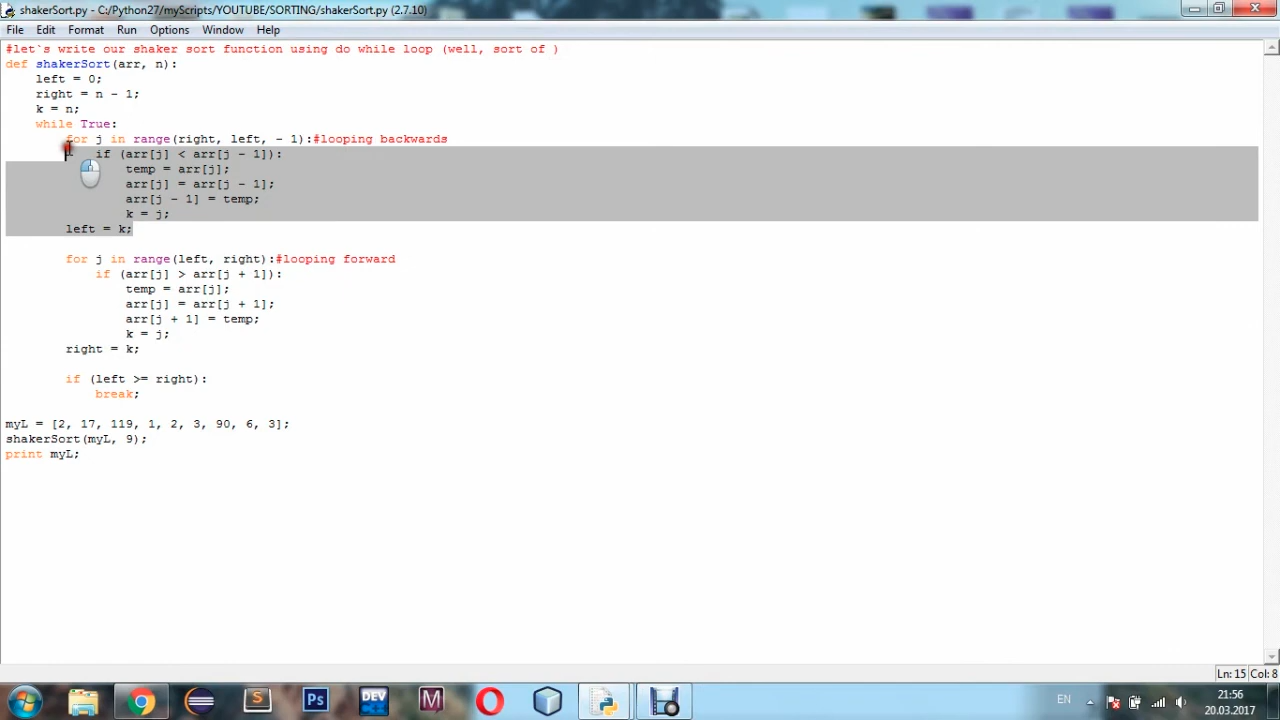 shakerSort.py - C:/Python27/myScripts/YOUTUBE/SORTING/shakerSort.py (2.7.10)
File Edit Format Run Options Window Help
#let`s write our shaker sort function using do while loop (well, sort of )
def shakerSort(arr, n):
    left = 0;
    right = n - 1;
    k = n;
    while True:
        for j in range(right, left, - 1):#looping backwards
            if (arr[j] < arr[j - 1]):
                temp = arr[j];
                arr[j] = arr[j - 1];
                arr[j - 1] = temp;
                k = j;
        left = k;
        for j in range(left, right):#looping forward
            if (arr[j] > arr[j + 1]):
                temp = arr[j];
                arr[j] = arr[j + 1];
                arr[j + 1] = temp;
                k = j;
        right = k;
        if (left >= right):
            break;
myL = [2, 17, 119, 1, 2, 3, 90, 6, 3];
shakerSort(myL, 9);
print myL;
Ln: 15 Col: 8
Ps DEV M S EN 21:56
20.03.2017